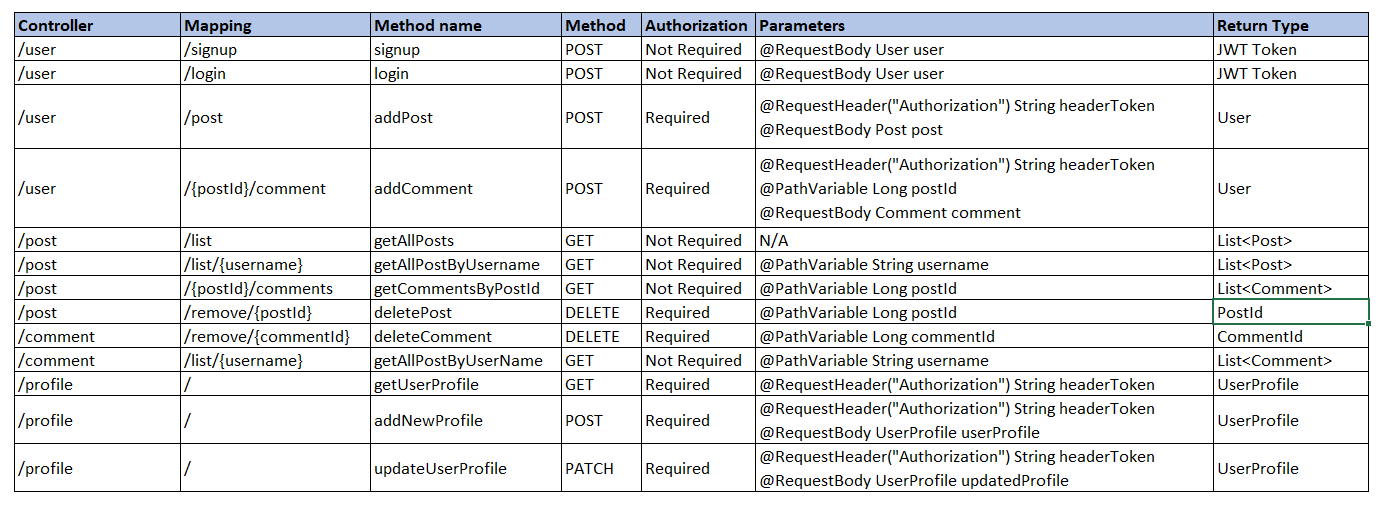 Controller Mapping Method name Method Authorization Parameters Return Type
/user /signup signup POST Not Required @RequestBody User user JWT Token
/user /login login POST Not Required @RequestBody User user JWT Token
/user /post addPost POST Required @RequestHeader("Authorization") String headerToken
@RequestBody Post post User
/user /{postId}/comment addComment POST Required @RequestHeader("Authorization") String headerToken
@PathVariable Long postId
@RequestBody Comment comment User
/post /list getAllPosts GET Not Required N/A List<Post>
/post /list/{username} getAllPostByUsername GET Not Required @PathVariable String username List<Post>
/post /{postId}/comments getCommentsByPostId GET Not Required @PathVariable Long postId List<Comment>
/post /remove/{postId} deletePost DELETE Required @PathVariable Long postId PostId
/comment /remove/{commentId} deleteComment DELETE Required @PathVariable Long commentId CommentId
/comment /list/{username} getAllPostByUserName GET Not Required @PathVariable String username List<Comment>
/profile / getUserProfile GET Required @RequestHeader("Authorization") String headerToken UserProfile
/profile / addNewProfile POST Required @RequestHeader("Authorization") String headerToken
@RequestBody UserProfile userProfile UserProfile
/profile / updateUserProfile PATCH Required @RequestHeader("Authorization") String headerToken
@RequestBody UserProfile updatedProfile UserProfile